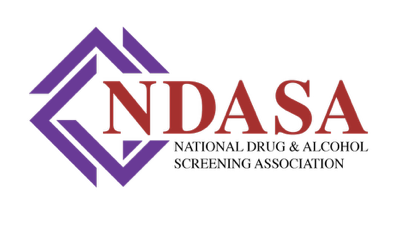 NDASA
NATIONAL DRUG & ALCOHOL
SCREENING ASSOCIATION